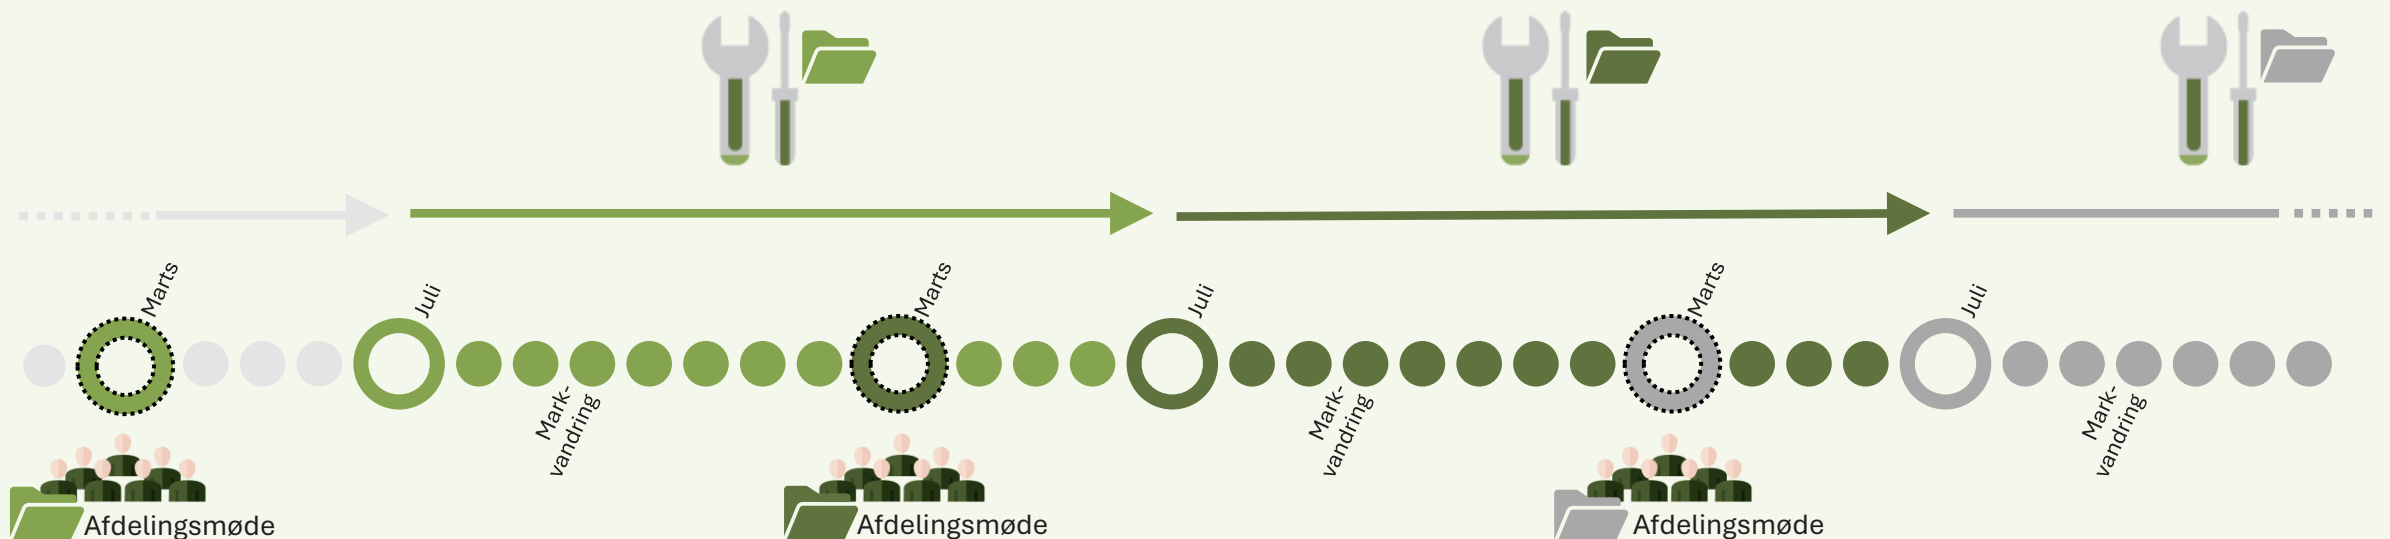 Marts
Juli
Marts
Juli
Marts
Juli
Mark-
vandring
Mark-
vandring
Mark-
vandring
Afdelingsmøde
Afdelingsmøde
Afdelingsmøde